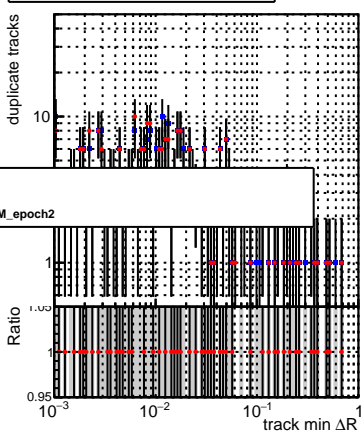 duplicate tracks
10
M_epoch2
1
1.05
Ratio
1
0.95
10−3
10−2
10−1
1
track min ΔR